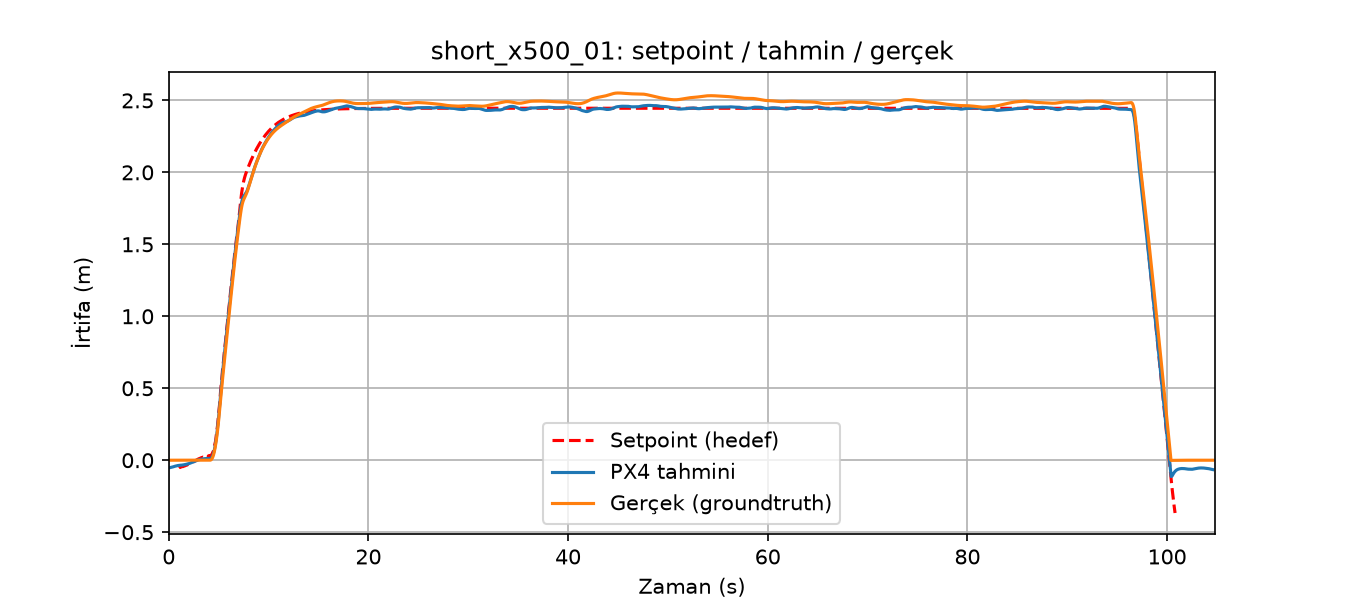 short_x500_01: setpoint / tahmin / gerçek
İrtifa (m)
2.5
2.0
1.5
1.0
0.5
0.0
−0.5
Setpoint (hedef)
PX4 tahmini
Gerçek (groundtruth)
0 20 40 60 80 100
Zaman (s)